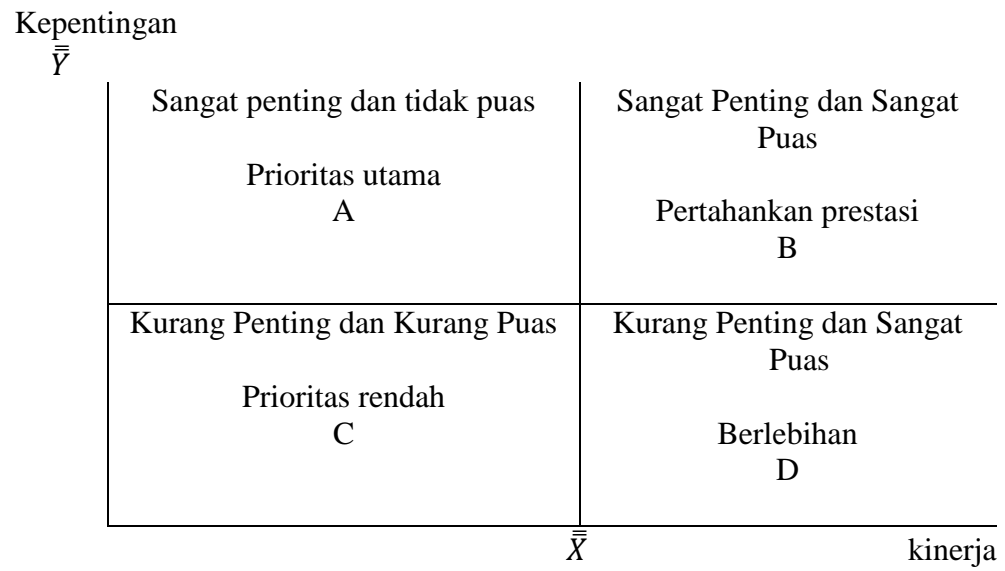 Kepentingan
Y̿
Sangat penting dan tidak puas
Prioritas utama
A
Sangat Penting dan Sangat
Puas
Pertahankan prestasi
B
Kurang Penting dan Kurang Puas
Prioritas rendah
C
Kurang Penting dan Sangat
Puas
Berlebihan
D
X̿
kinerja